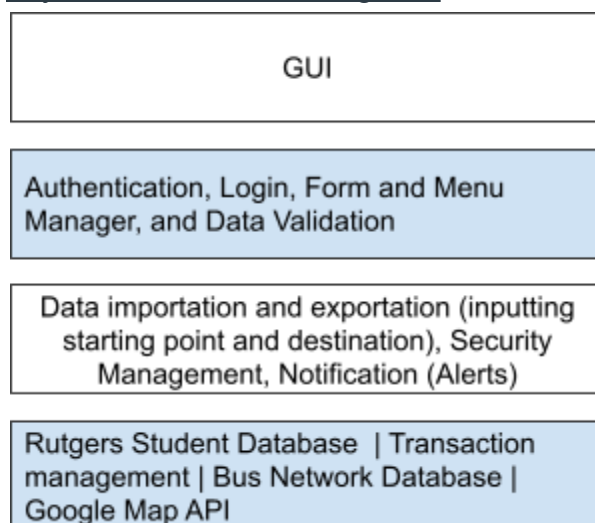 GUI
Authentication, Login, Form and Menu
Manager, and Data Validation
Data importation and exportation (inputting
starting point and destination), Security
Management, Notification (Alerts)
Rutgers Student Database | Transaction
management | Bus Network Database |
Google Map API